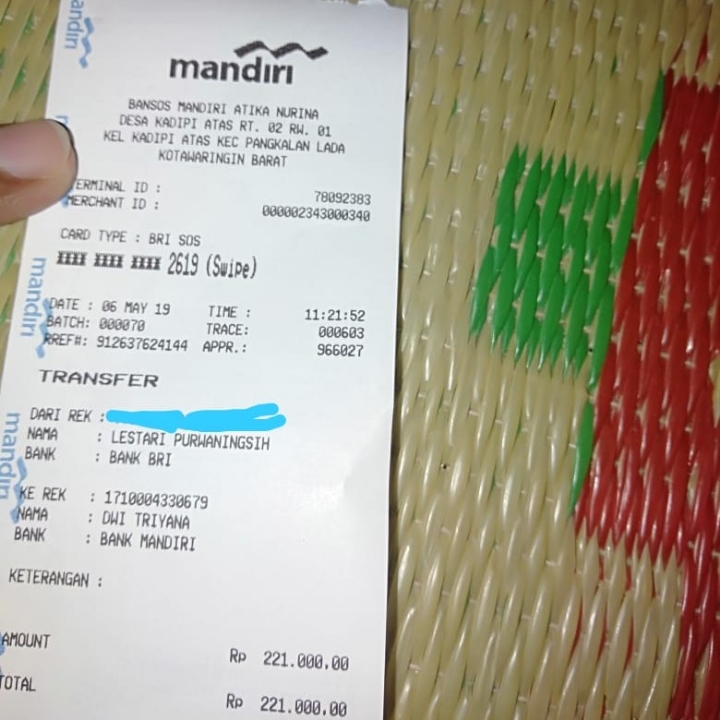 mandiri
BANSOS MANDIRI ATIKA NURINA
DESA KADIPI ATAS RT. 02 RW. 01
KEL KADIPI ATAS KEC PANGKALAN LADA
KOTAWARINGIN BARAT
ERMINAL ID : 78092383
MERCHANT ID : 000002343000340
CARD TYPE : BRI SOS
XXXX XXXX XXXX 2619 (Swipe)
DATE : 06 MAY 19 TIME : 11:21:52
BATCH: 000070 TRACE: 000603
RREF#: 912637624144 APPR.: 966027
TRANSFER
DARI REK :
NAMA : LESTARI PURWANINGSIH
BANK : BANK BRI
KE REK : 1710004330679
NAMA : DWI TRIYANA
BANK : BANK MANDIRI
KETERANGAN :
AMOUNT Rp 221.000,00
TOTAL Rp 221.000,00
mandiri
mandiri
mandiri